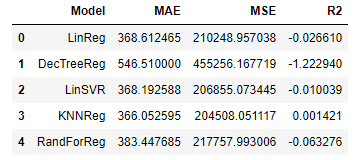 Model MAE MSE R2
0 LinReg 368.612465 210248.957038 -0.026610
1 DecTreeReg 546.510000 455256.167719 -1.222940
2 LinSVR 368.192588 206855.073445 -0.010039
3 KNNReg 366.052595 204508.051117 0.001421
4 RandForReg 383.447685 217757.993006 -0.063276